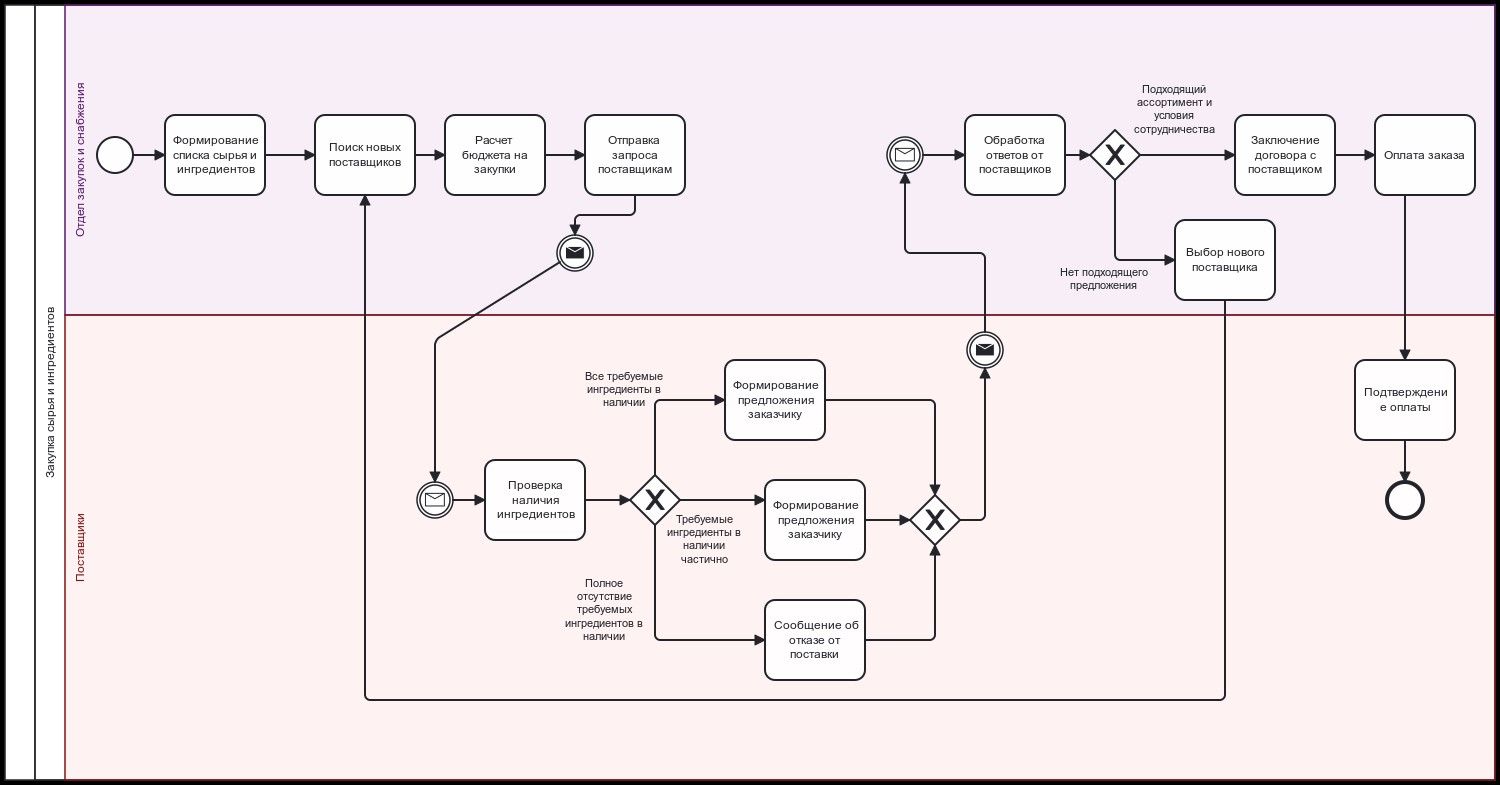 Закупка сырья и ингредиентов
Отдел закупок и снабжения
Формирование
списка сырья и
ингредиентов
Поиск новых
поставщиков
Расчет
бюджета на
закупки
Отправка
запроса
поставщикам
Обработка
ответов от
поставщиков
Подходящий
ассортимент и
условия
сотрудничества
Заключение
договора с
поставщиком
Оплата заказа
Нет подходящего
предложения
Выбор нового
поставщика
Поставщики
Проверка
наличия
ингредиентов
Все требуемые
ингредиенты в
наличии
Формирование
предложения
заказчику
Требуемые
ингредиенты в
наличии
частично
Формирование
предложения
заказчику
Полное
отсутствие
требуемых
ингредиентов в
наличии
Сообщение об
отказе от
поставки
Подтверждени
е оплаты